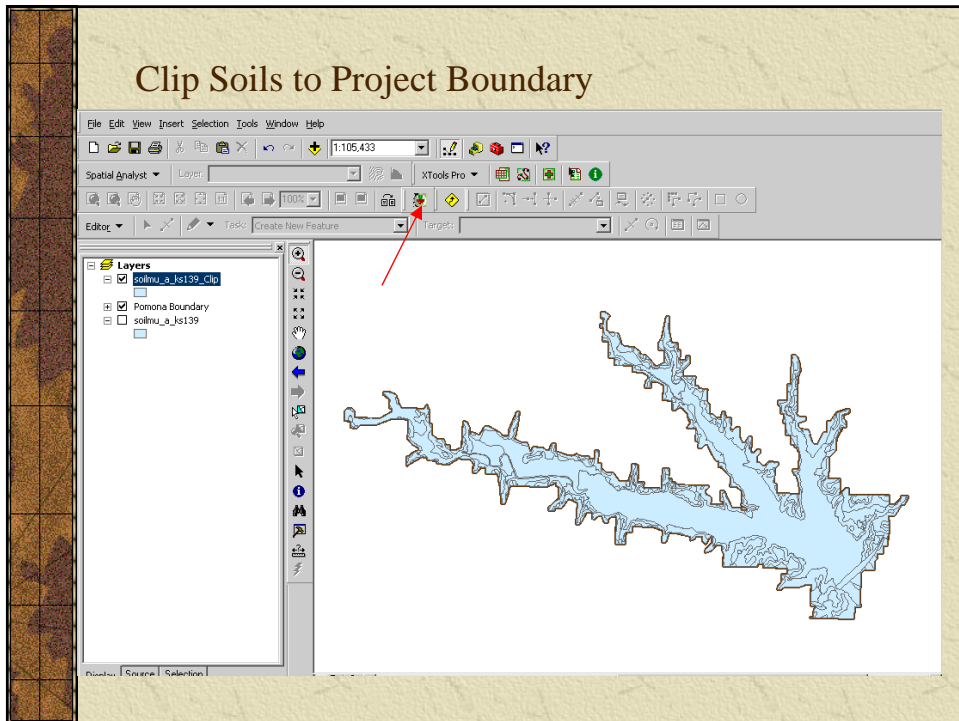 Clip Soils to Project Boundary
File Edit View Insert Selection Tools Window Help
1:105,433
Spatial Analyst Layer: XTools Pro
100%
Editor Task: Create New Feature Target:
Layers
soilmu_a_ks139_Clip
Pomona Boundary
soilmu_a_ks139
Display Source Selection